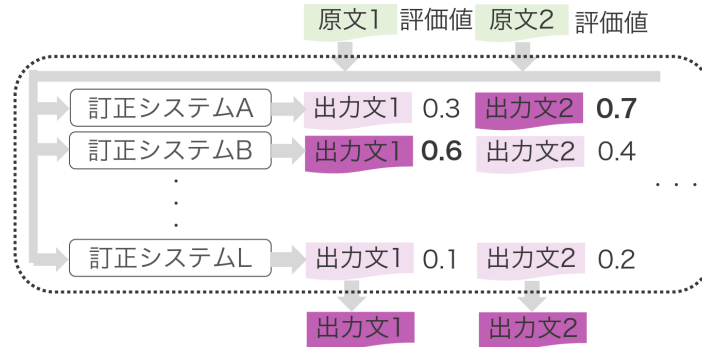 原文1 評価値 原文2 評価値
訂正システムA 出力文1 0.3 出力文2 0.7
訂正システムB 出力文1 0.6 出力文2 0.4
. . .
訂正システムL 出力文1 0.1 出力文2 0.2
出力文1 出力文2